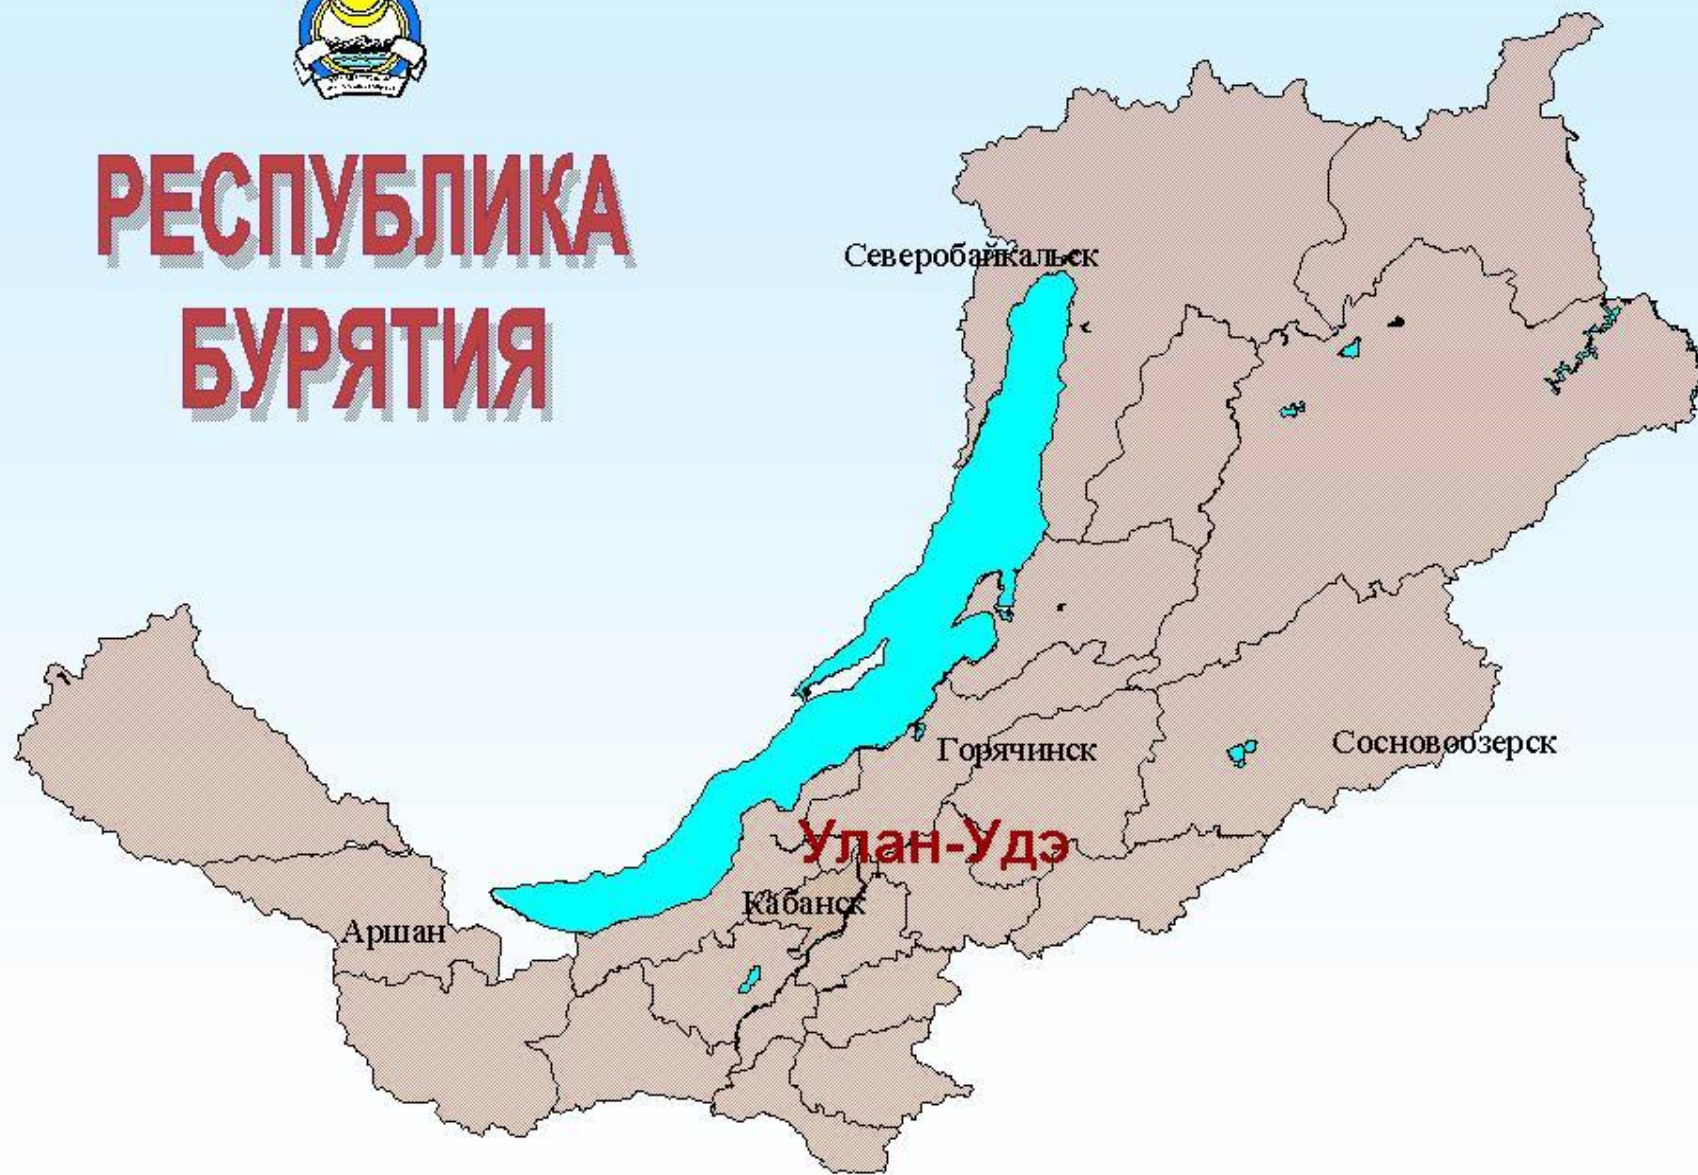 РЕСПУБЛИКА
БУРЯТИЯ
Северобайкальск
Горячинск
Сосновоозерск
Улан-Удэ
Кабанск
Аршан